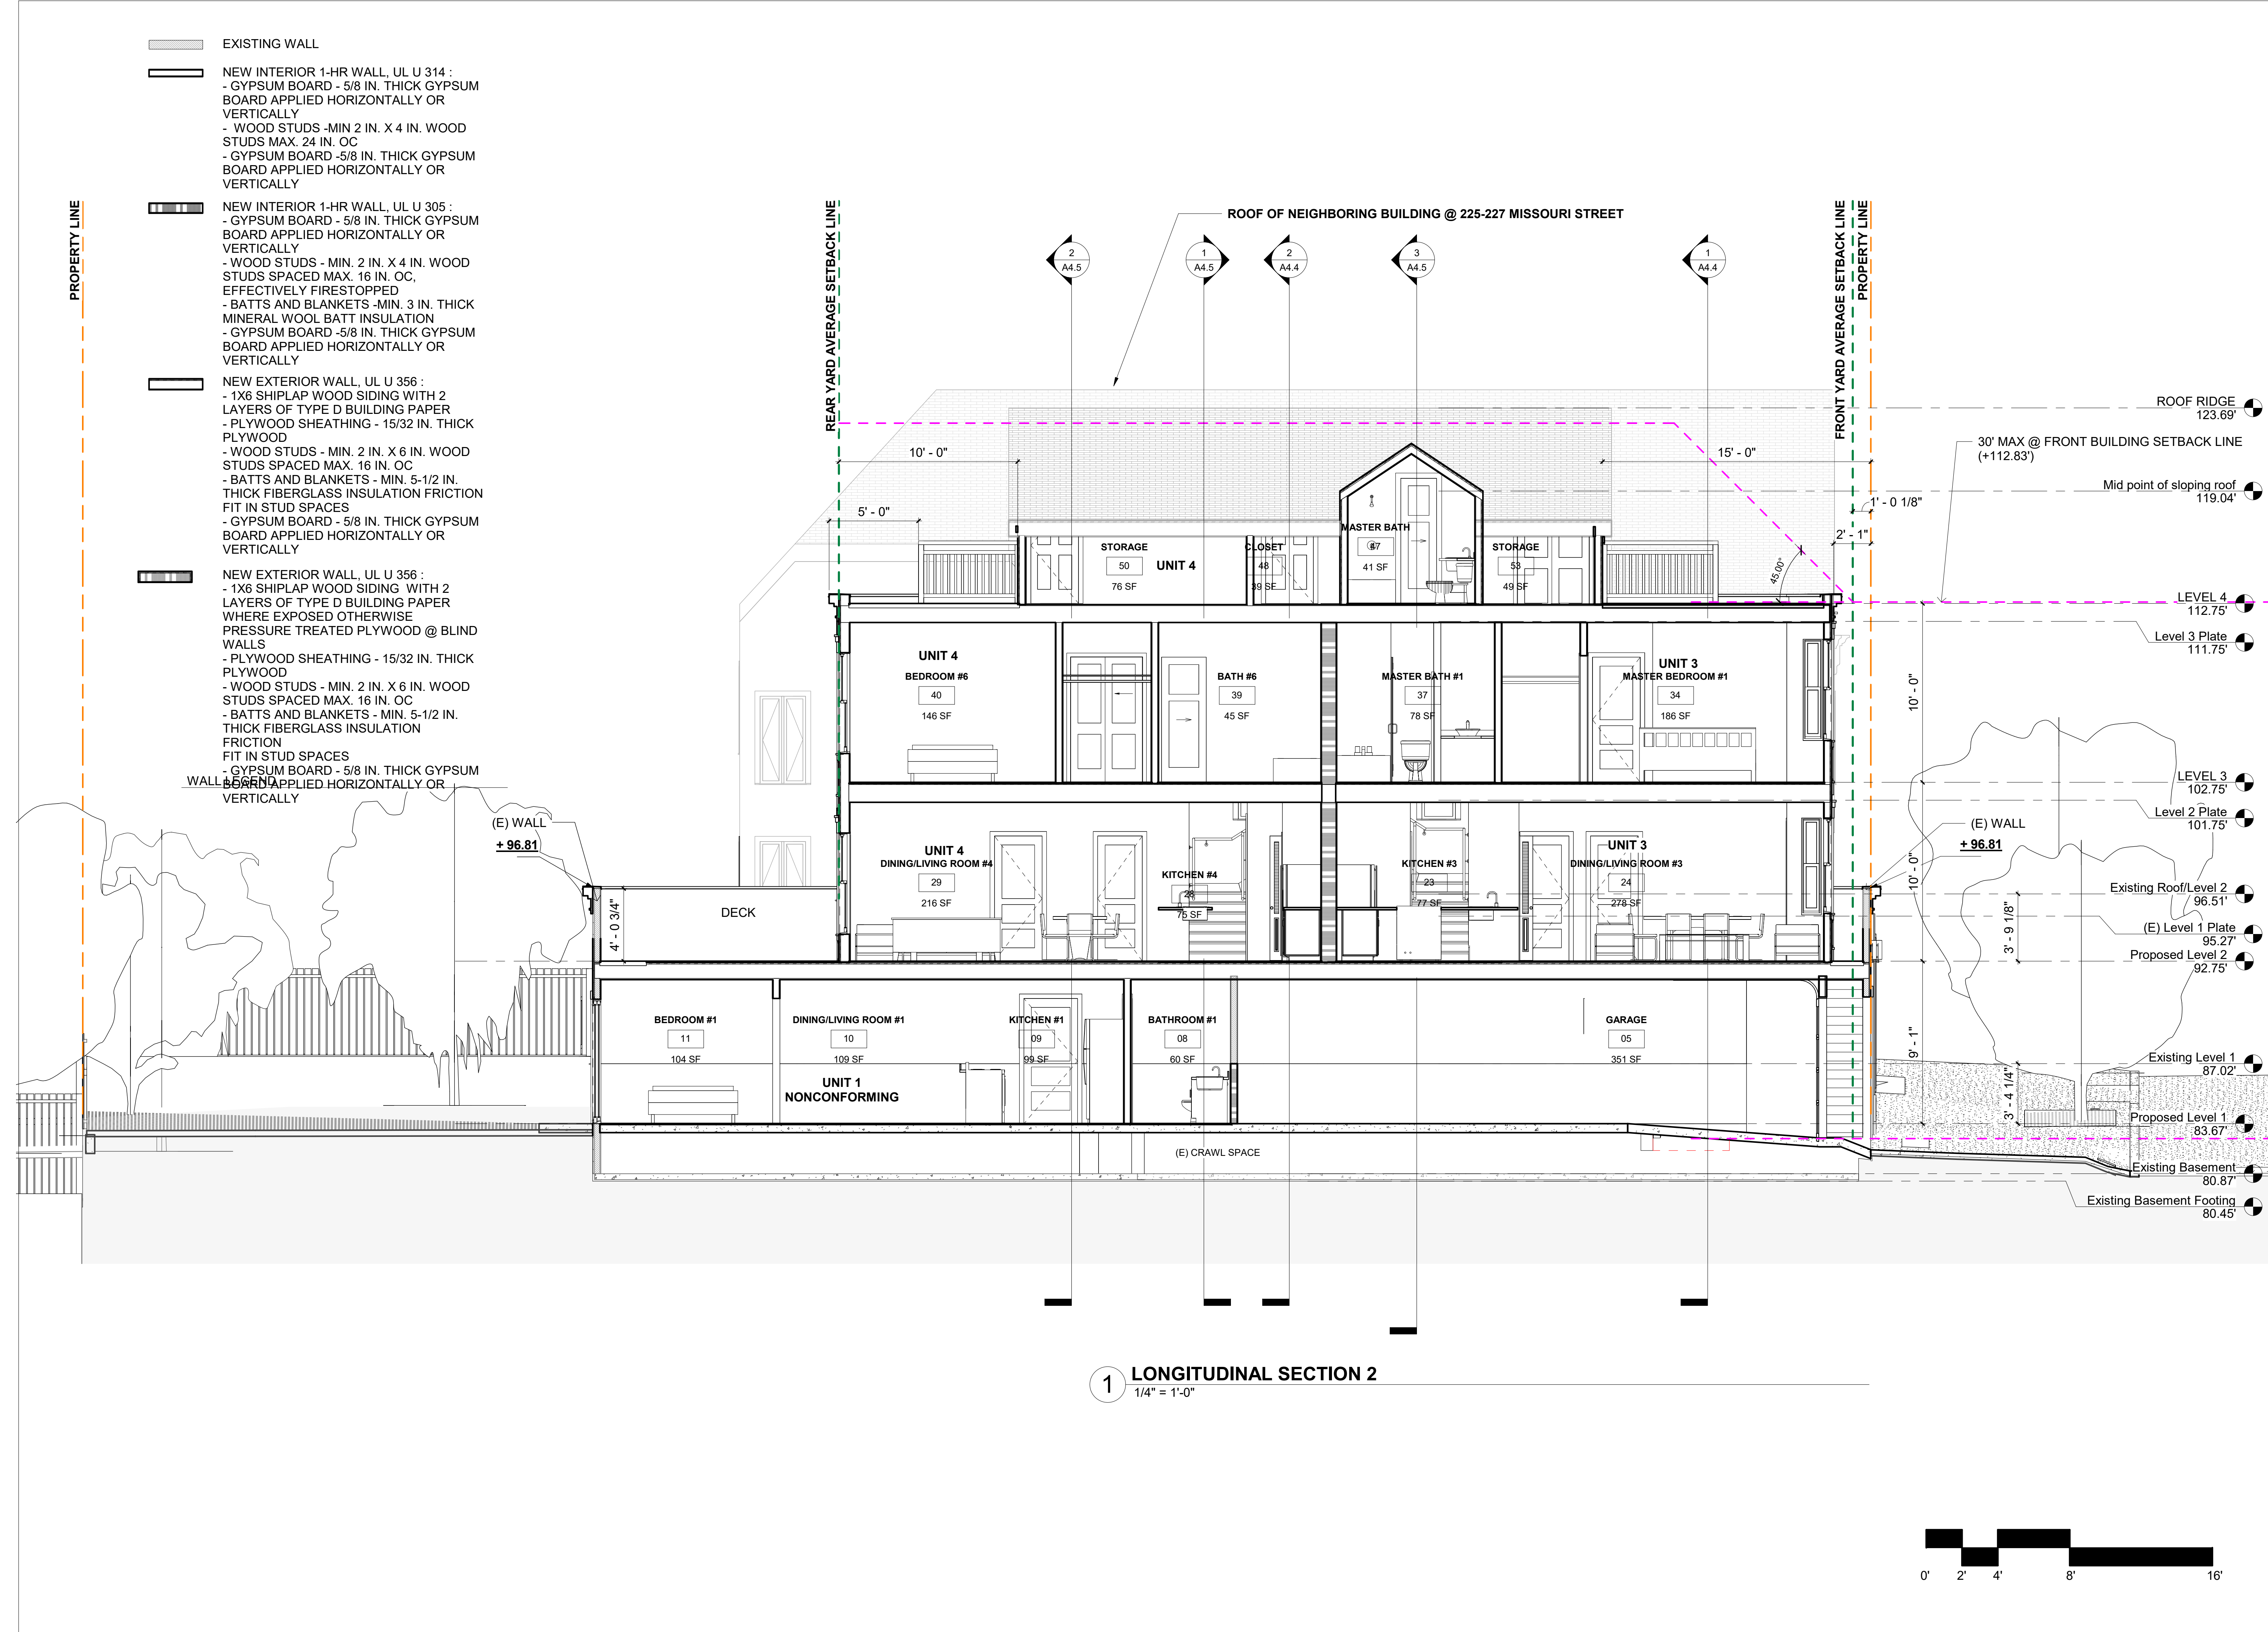 EXISTING WALL
NEW INTERIOR 1-HR WALL, UL U 314 :
- GYPSUM BOARD - 5/8 IN. THICK GYPSUM
BOARD APPLIED HORIZONTALLY OR
VERTICALLY
- WOOD STUDS -MIN 2 IN. X 4 IN. WOOD
STUDS MAX. 24 IN. OC
- GYPSUM BOARD -5/8 IN. THICK GYPSUM
BOARD APPLIED HORIZONTALLY OR
VERTICALLY
NEW INTERIOR 1-HR WALL, UL U 305 :
- GYPSUM BOARD - 5/8 IN. THICK GYPSUM
BOARD APPLIED HORIZONTALLY OR
VERTICALLY
- WOOD STUDS - MIN. 2 IN. X 4 IN. WOOD
STUDS SPACED MAX. 16 IN. OC,
EFFECTIVELY FIRESTOPPED
- BATTS AND BLANKETS -MIN. 3 IN. THICK
MINERAL WOOL BATT INSULATION
- GYPSUM BOARD -5/8 IN. THICK GYPSUM
BOARD APPLIED HORIZONTALLY OR
VERTICALLY
NEW EXTERIOR WALL, UL U 356 :
- 1X6 SHIPLAP WOOD SIDING WITH 2
LAYERS OF TYPE D BUILDING PAPER
- PLYWOOD SHEATHING - 15/32 IN. THICK
PLYWOOD
- WOOD STUDS - MIN. 2 IN. X 6 IN. WOOD
STUDS SPACED MAX. 16 IN. OC
- BATTS AND BLANKETS - MIN. 5-1/2 IN.
THICK FIBERGLASS INSULATION FRICTION
FIT IN STUD SPACES
- GYPSUM BOARD - 5/8 IN. THICK GYPSUM
BOARD APPLIED HORIZONTALLY OR
VERTICALLY
NEW EXTERIOR WALL, UL U 356 :
- 1X6 SHIPLAP WOOD SIDING WITH 2
LAYERS OF TYPE D BUILDING PAPER
WHERE EXPOSED OTHERWISE
PRESSURE TREATED PLYWOOD @ BLIND
WALLS
- PLYWOOD SHEATHING - 15/32 IN. THICK
PLYWOOD
- WOOD STUDS - MIN. 2 IN. X 6 IN. WOOD
STUDS SPACED MAX. 16 IN. OC
- BATTS AND BLANKETS - MIN. 5-1/2 IN.
THICK FIBERGLASS INSULATION
FRICTION
FIT IN STUD SPACES
- GYPSUM BOARD - 5/8 IN. THICK GYPSUM
BOARD APPLIED HORIZONTALLY OR
VERTICALLY
WALL LEGEND
PROPERTY LINE
REAR YARD AVERAGE SETBACK LINE
FRONT YARD AVERAGE SETBACK LINE
PROPERTY LINE
ROOF OF NEIGHBORING BUILDING @ 225-227 MISSOURI STREET
2
A4.5
1
A4.5
2
A4.4
3
A4.5
1
A4.4
10' - 0"
15' - 0"
5' - 0"
1' - 0 1/8"
2' - 1"
45.00°
ROOF RIDGE
123.69'
30' MAX @ FRONT BUILDING SETBACK LINE
(+112.83')
Mid point of sloping roof
119.04'
LEVEL 4
112.75'
Level 3 Plate
111.75'
LEVEL 3
102.75'
Level 2 Plate
101.75'
Existing Roof/Level 2
96.51'
(E) Level 1 Plate
95.27'
Proposed Level 2
92.75'
Existing Level 1
87.02'
Proposed Level 1
83.67'
Existing Basement
80.87'
Existing Basement Footing
80.45'
10' - 0"
10' - 0"
9' - 1"
3' - 9 1/8"
3' - 4 1/4"
4' - 0 3/4"
(E) WALL
+ 96.81
(E) WALL
+ 96.81
STORAGE
50
76 SF
UNIT 4
CLOSET
48
39 SF
MASTER BATH
47
41 SF
STORAGE
53
49 SF
UNIT 4
BEDROOM #6
40
146 SF
BATH #6
39
45 SF
MASTER BATH #1
37
78 SF
UNIT 3
MASTER BEDROOM #1
34
186 SF
DECK
UNIT 4
DINING/LIVING ROOM #4
29
216 SF
KITCHEN #4
28
75 SF
KITCHEN #3
23
77 SF
UNIT 3
DINING/LIVING ROOM #3
24
278 SF
BEDROOM #1
11
104 SF
DINING/LIVING ROOM #1
10
109 SF
UNIT 1
NONCONFORMING
KITCHEN #1
09
99 SF
BATHROOM #1
08
60 SF
GARAGE
05
351 SF
(E) CRAWL SPACE
1
LONGITUDINAL SECTION 2
1/4" = 1'-0"
0' 2' 4' 8' 16'